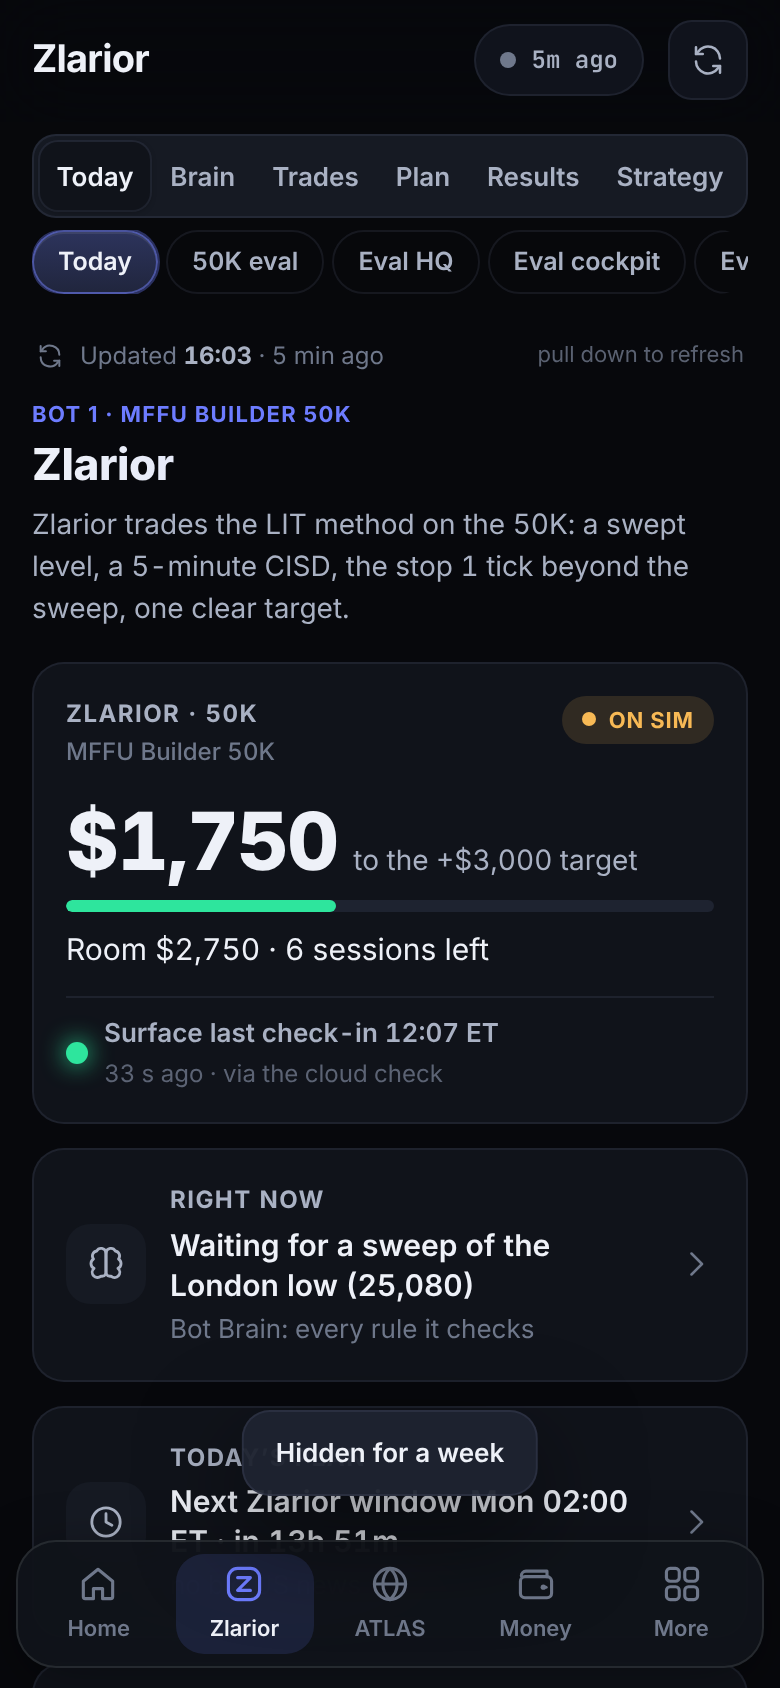 Zlarior
5m ago
Today Brain Trades Plan Results Strategy
Today 50K eval Eval HQ Eval cockpit Ev
Updated 16:03 · 5 min ago
pull down to refresh
BOT 1 · MFFU BUILDER 50K
Zlarior
Zlarior trades the LIT method on the 50K: a swept
level, a 5-minute CISD, the stop 1 tick beyond the
sweep, one clear target.
ZLARIOR · 50K
ON SIM
MFFU Builder 50K
$1,750 to the +$3,000 target
Room $2,750 · 6 sessions left
Surface last check-in 12:07 ET
33 s ago · via the cloud check
RIGHT NOW
Waiting for a sweep of the
London low (25,080)
Bot Brain: every rule it checks
Hidden for a week
Next Zlarior window Mon 02:00
ET · in 13h 51m
Home Zlarior ATLAS Money More